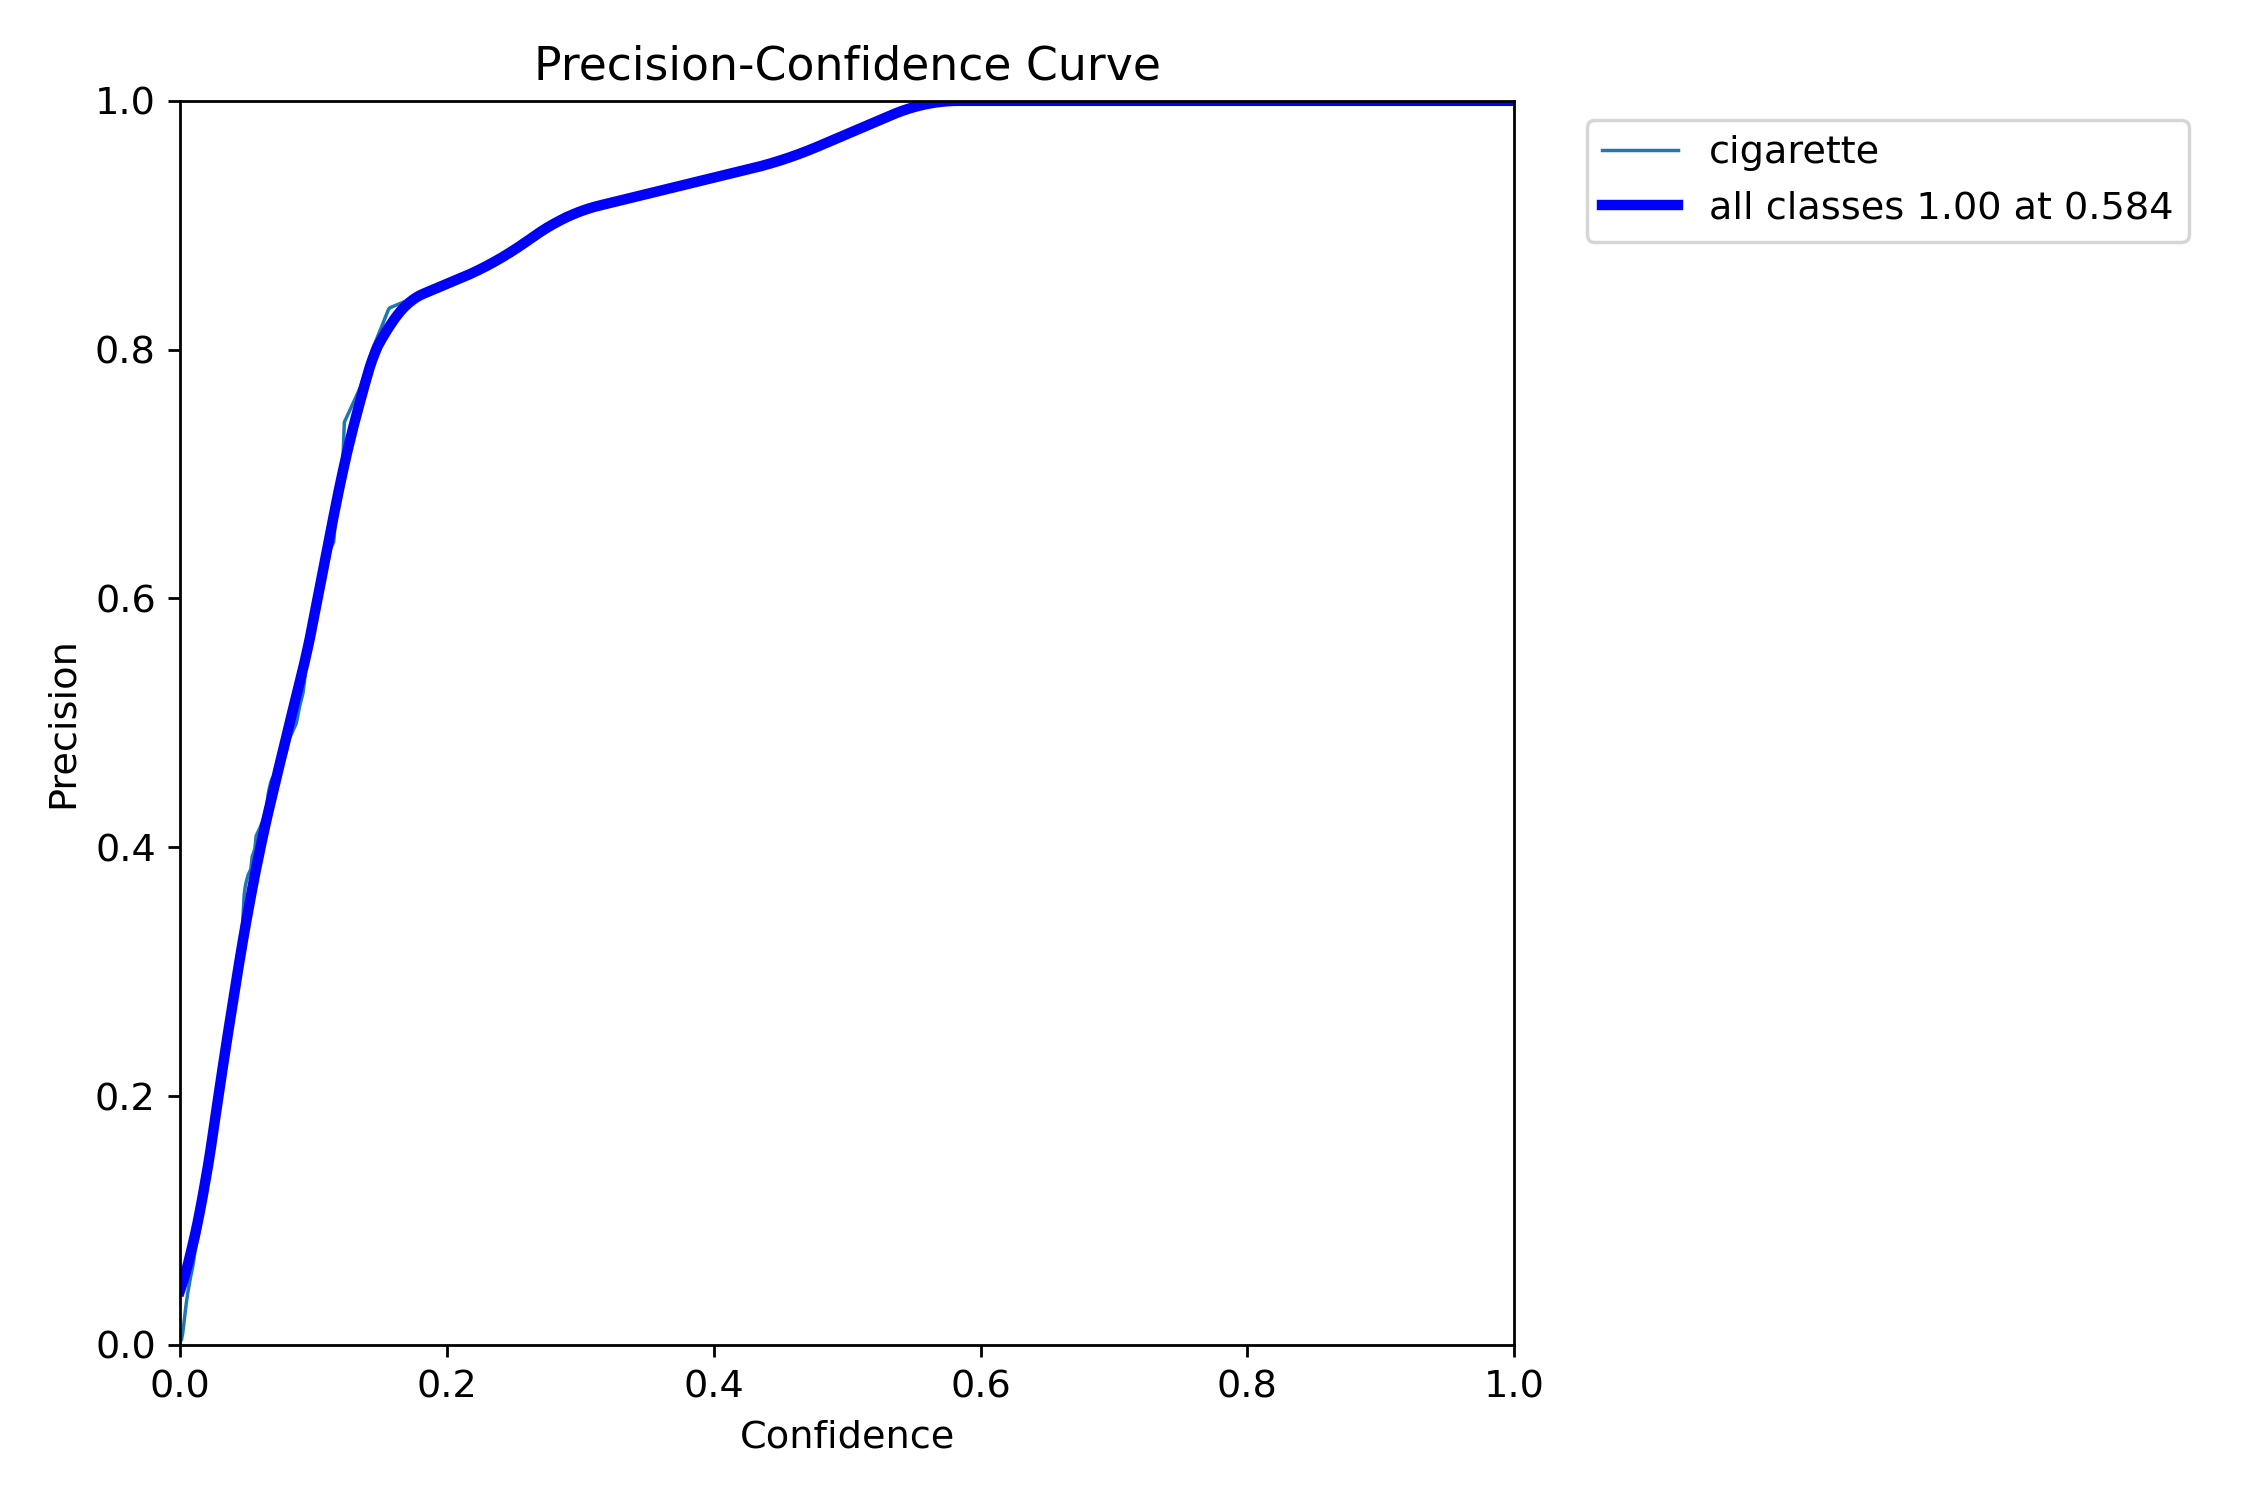 Precision-Confidence Curve
1.0
0.8
0.6
0.4
0.2
0.0
Precision
0.0 0.2 0.4 0.6 0.8 1.0
Confidence
cigarette
all classes 1.00 at 0.584